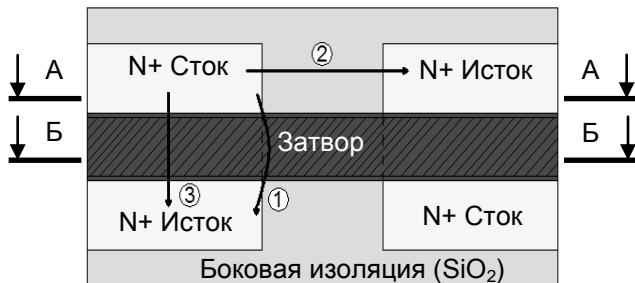 А N+ Сток ② N+ Исток А
Б Затвор Б
③ ①
N+ Исток N+ Сток
Боковая изоляция (SiO₂)